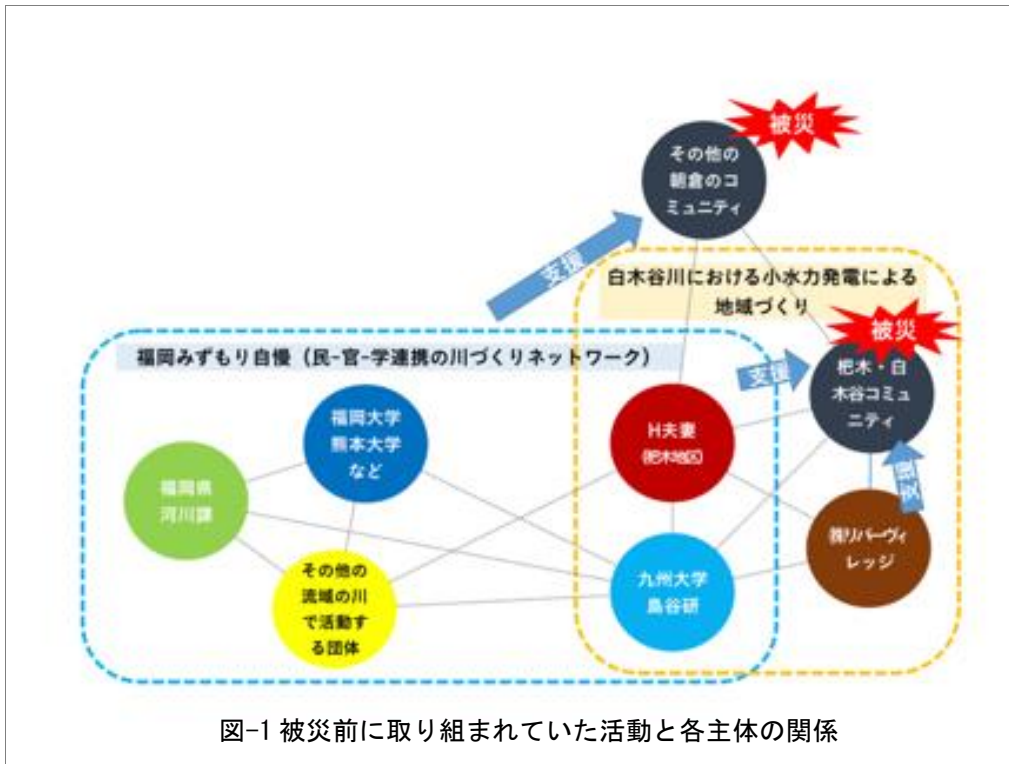 被災
その他の
朝倉のコ
ミュニティ
支援
白木谷川における小水力発電による
地域づくり
被災
福岡みずもり自慢（民-官-学連携の川づくりネットワーク）
支援
杷木・白
木谷コミュ
ニティ
福岡大学
熊本大学
など
H夫妻
(杷木地区)
福岡県
河川課
支援
㈱リバーヴィ
レッジ
その他の
流域の川
で活動す
る団体
九州大学
島谷研
図-1 被災前に取り組まれていた活動と各主体の関係